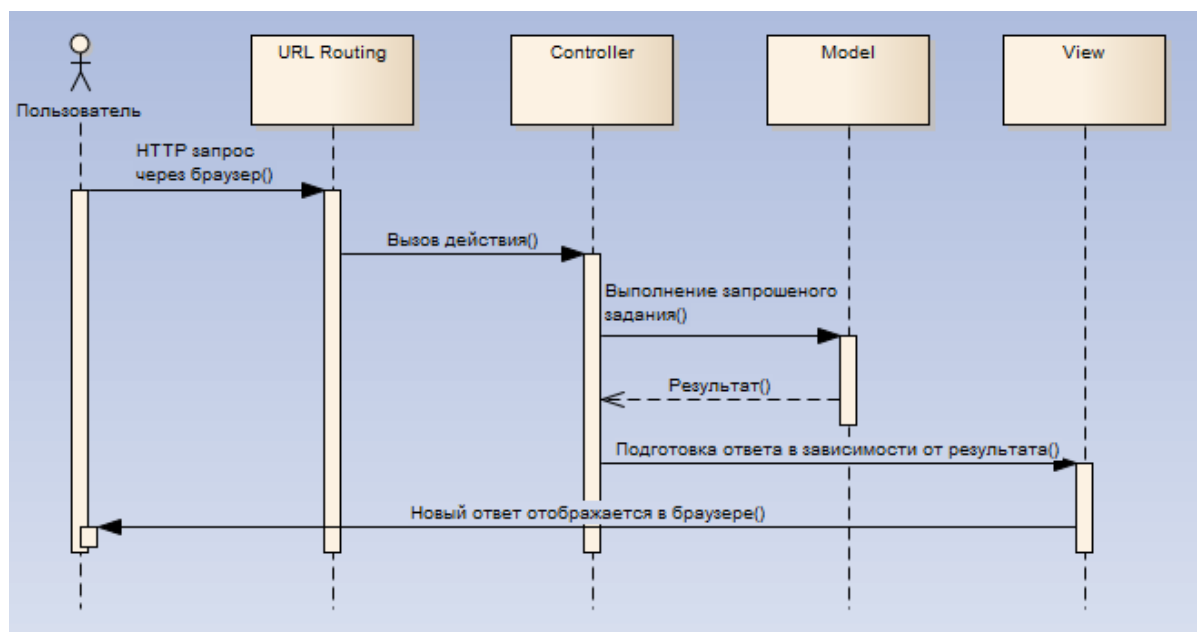 URL Routing
Controller
Model
View
Пользователь
HTTP запрос
через браузер()
Вызов действия()
Выполнение запрошеного
задания()
Результат()
Подготовка ответа в зависимости от результата()
Новый ответ отображается в браузере()